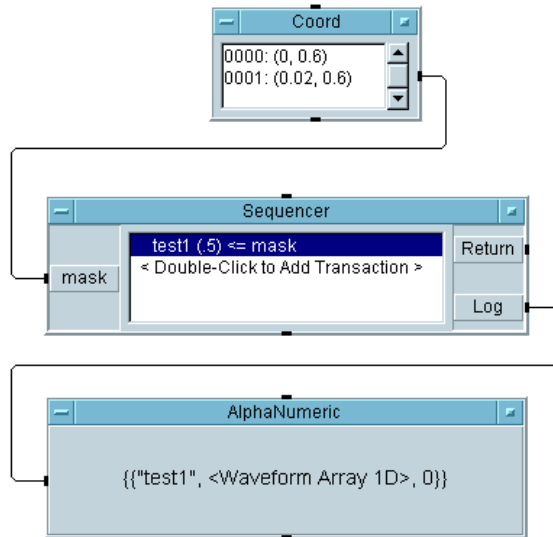 Coord
0000: (0, 0.6)
0001: (0.02, 0.6)
Sequencer
mask
test1 (.5) <= mask
< Double-Click to Add Transaction >
Return
Log
AlphaNumeric
{{"test1", <Waveform Array 1D>, 0}}